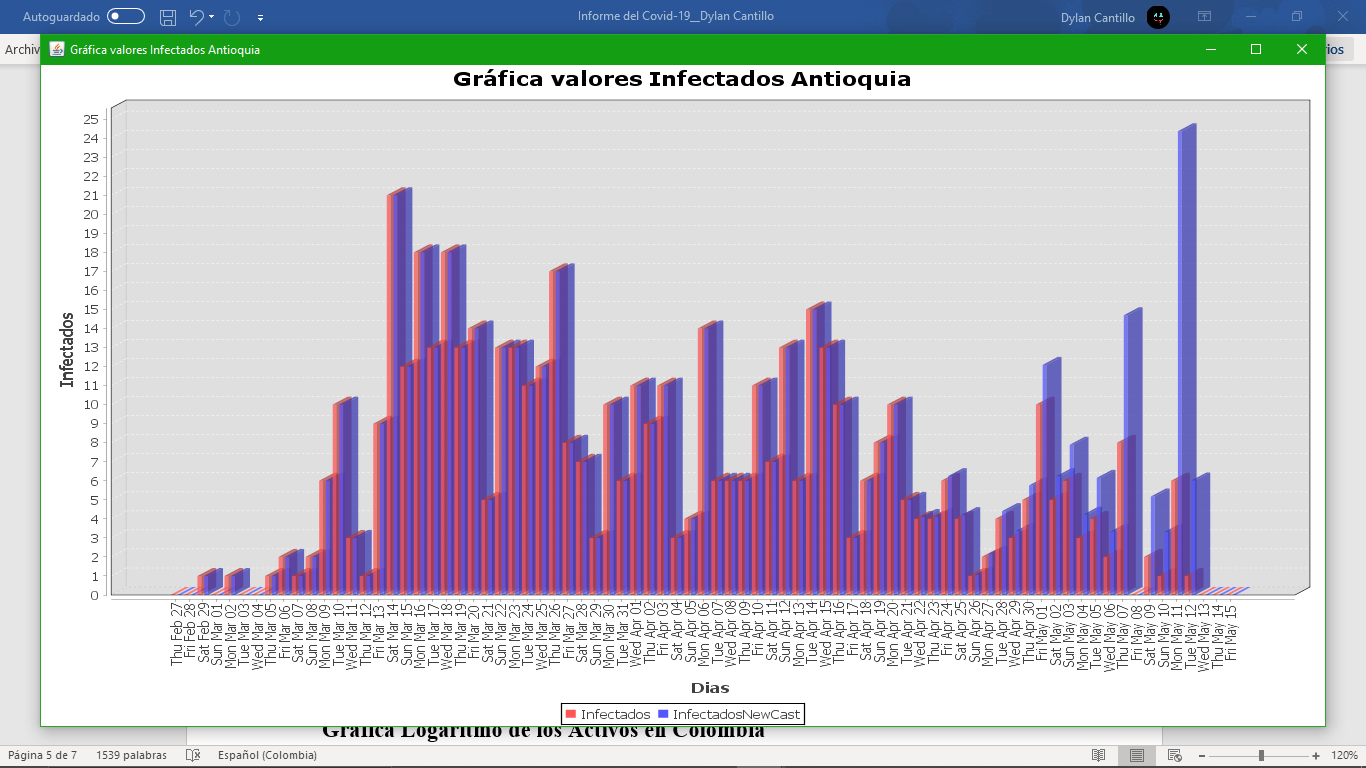 Autoguardado
Informe del Covid-19__Dylan Cantillo
Dylan Cantillo
Archiv
rios
Gráfica valores Infectados Antioquia
Gráfica valores Infectados Antioquia
25
24
23
22
21
20
19
18
17
16
15
14
13
12
11
10
9
8
7
6
5
4
3
2
1
0
Infectados
Thu Feb 27
Fri Feb 28
Sat Feb 29
Sun Mar 01
Mon Mar 02
Tue Mar 03
Wed Mar 04
Thu Mar 05
Fri Mar 06
Sat Mar 07
Sun Mar 08
Mon Mar 09
Tue Mar 10
Wed Mar 11
Thu Mar 12
Fri Mar 13
Sat Mar 14
Sun Mar 15
Mon Mar 16
Tue Mar 17
Wed Mar 18
Thu Mar 19
Fri Mar 20
Sat Mar 21
Sun Mar 22
Mon Mar 23
Tue Mar 24
Wed Mar 25
Thu Mar 26
Fri Mar 27
Sat Mar 28
Sun Mar 29
Mon Mar 30
Tue Mar 31
Wed Apr 01
Thu Apr 02
Fri Apr 03
Sat Apr 04
Sun Apr 05
Mon Apr 06
Tue Apr 07
Wed Apr 08
Thu Apr 09
Fri Apr 10
Sat Apr 11
Sun Apr 12
Mon Apr 13
Tue Apr 14
Wed Apr 15
Thu Apr 16
Fri Apr 17
Sat Apr 18
Sun Apr 19
Mon Apr 20
Tue Apr 21
Wed Apr 22
Thu Apr 23
Fri Apr 24
Sat Apr 25
Sun Apr 26
Mon Apr 27
Tue Apr 28
Wed Apr 29
Thu Apr 30
Fri May 01
Sat May 02
Sun May 03
Mon May 04
Tue May 05
Wed May 06
Thu May 07
Fri May 08
Sat May 09
Sun May 10
Mon May 11
Tue May 12
Wed May 13
Thu May 14
Fri May 15
Dias
Infectados InfectadosNewCast
Gráfica Logaritmo de los Activos en Colombia
Página 5 de 7 1539 palabras Español (Colombia) 120%